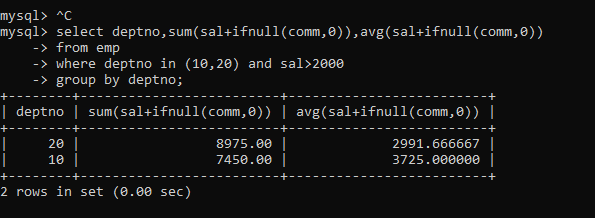 mysql> ^C
mysql> select deptno,sum(sal+ifnull(comm,0)),avg(sal+ifnull(comm,0))
    -> from emp
    -> where deptno in (10,20) and sal>2000
    -> group by deptno;
+--------+-------------------------+-------------------------+
| deptno | sum(sal+ifnull(comm,0)) | avg(sal+ifnull(comm,0)) |
+--------+-------------------------+-------------------------+
|     20 |                 8975.00 |             2991.666667 |
|     10 |                 7450.00 |             3725.000000 |
+--------+-------------------------+-------------------------+
2 rows in set (0.00 sec)